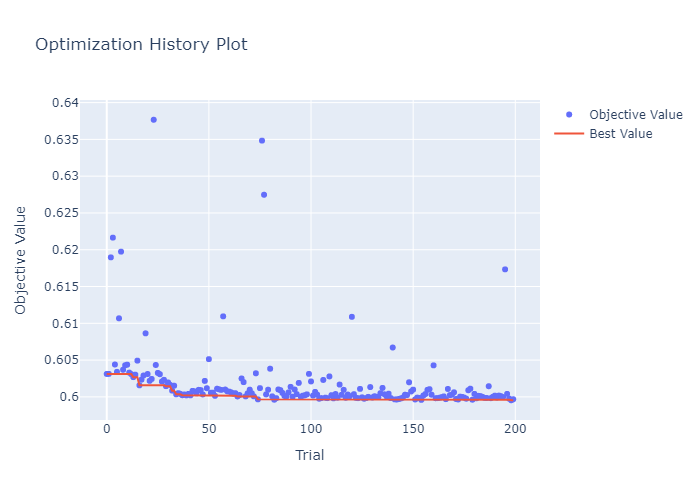 Optimization History Plot
0.64
0.635
0.63
0.625
0.62
0.615
0.61
0.605
0.6
Objective Value
0
50
100
150
200
Trial
Objective Value
Best Value